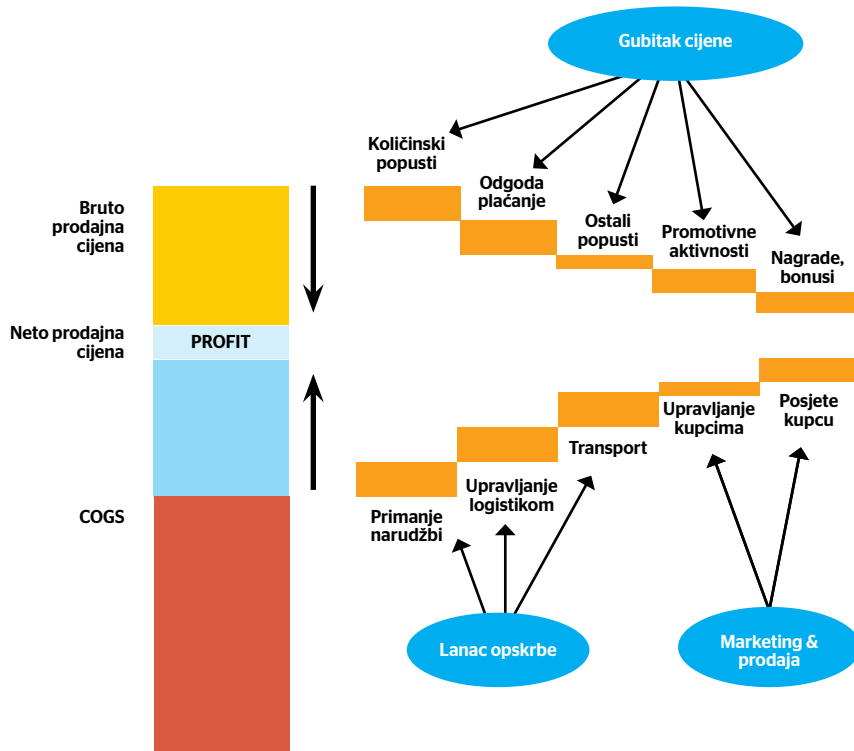 Gubitak cijene
Količinski
popusti
Odgoda
plačanje
Ostali
popusti
Promotivne
aktivnosti
Nagrade,
bonusi
Bruto
prodajna
cijena
Neto prodajna
cijena
PROFIT
COGS
Primanje
narudžbi
Upravljanje
logistikom
Transport
Upravljanje
kupcima
Posjete
kupcu
Lanac opskrbe
Marketing &
prodaja